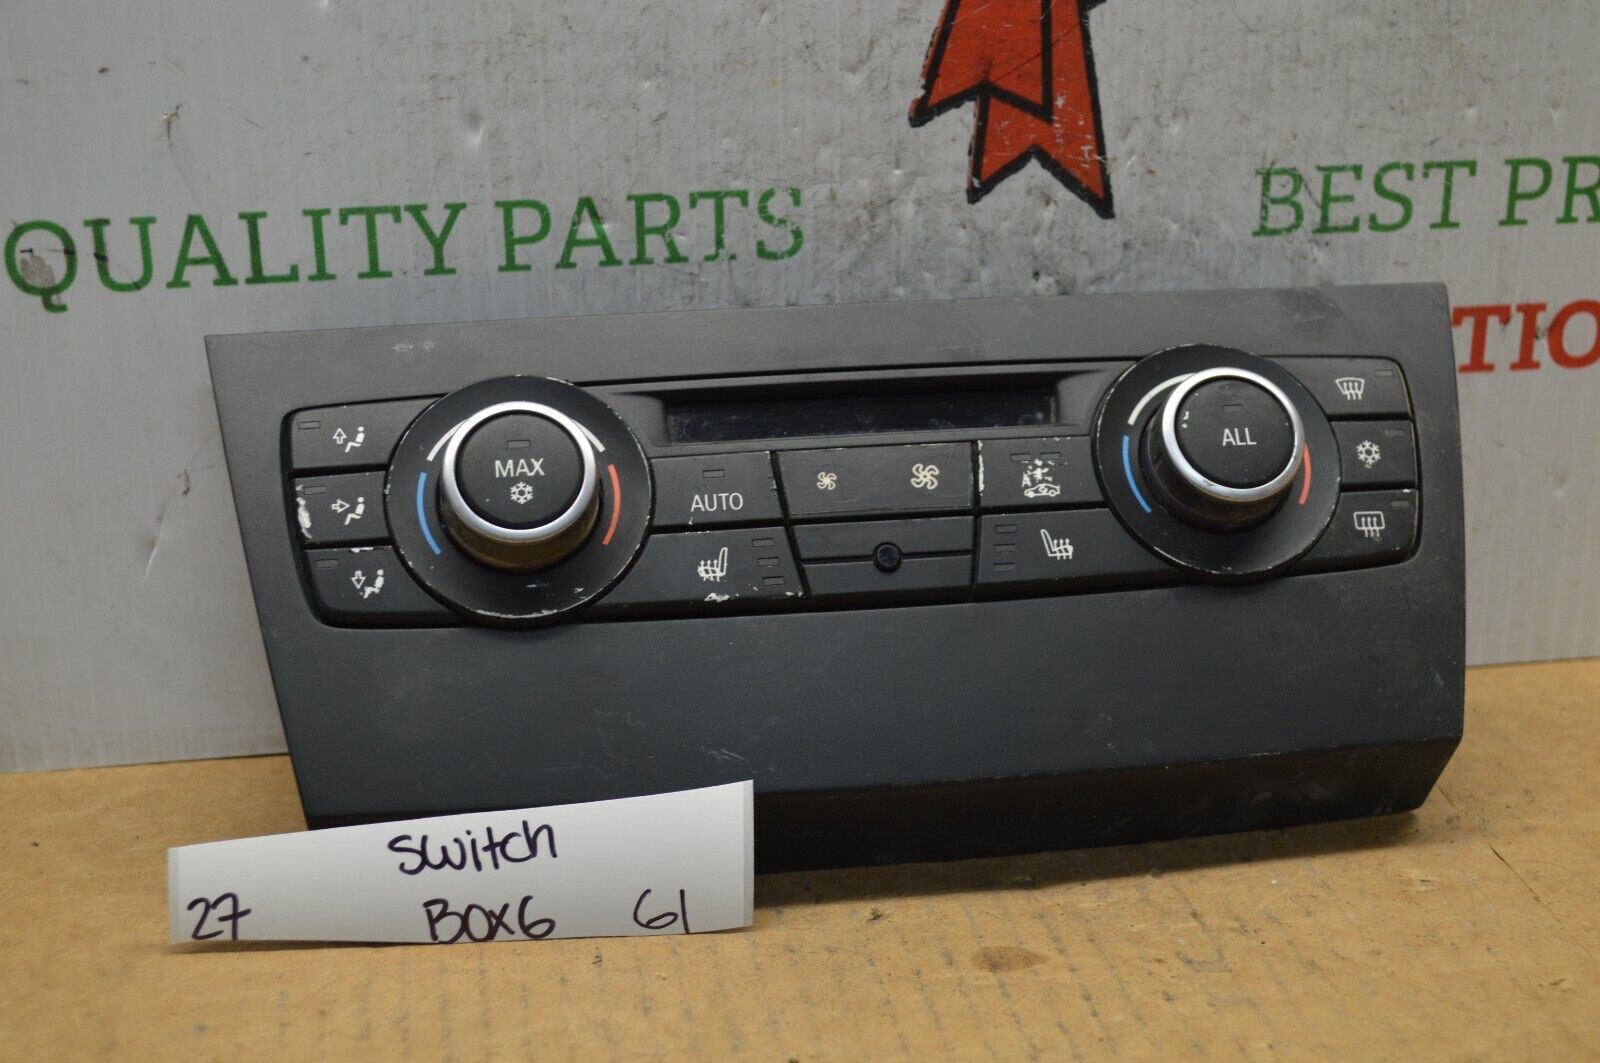 QUALITY PARTS
BEST PR
TIO
MAX
AUTO
ALL
switch
27 BOX6 61